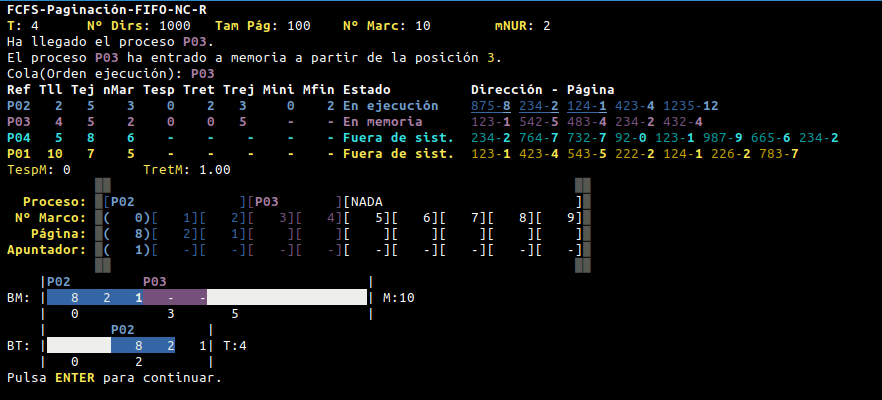 FCFS-Paginación-FIFO-NC-R
T: 4      Nº Dirs: 1000   Tam Pág: 100    Nº Marc: 10       mNUR: 2
Ha llegado el proceso P03.
El proceso P03 ha entrado a memoria a partir de la posición 3.
Cola(Orden ejecución): P03
Ref Tll Tej nMar Tesp Tret Trej Mini Mfin Estado          Dirección - Página
P02   2   5    3    0    2    3    0    2 En ejecución    875-8 234-2 124-1 423-4 1235-12
P03   4   5    2    0    0    5    -    - En memoria      123-1 542-5 483-4 234-2 432-4
P04   5   8    6    -    -    -    -    - Fuera de sist.  234-2 764-7 732-7 92-0 123-1 987-9 665-6 234-2
P01  10   7    5    -    -    -    -    - Fuera de sist.  123-1 423-4 543-5 222-2 124-1 226-2 783-7
TespM: 0         TretM: 1.00
Proceso: [P02             ][P03       ][NADA                        ]
Nº Marco: (   0)[   1][   2][   3][   4][   5][   6][   7][   8][   9]
Página: (   8)[   2][   1][    ][    ][    ][    ][    ][    ][    ]
Apuntador: (   1)[   -][   -][   -][   -][   -][   -][   -][   -][   -]
|P02         P03                         |
BM: |   8   2   1   -   -                    | M:10
|   0           3       5                |
|        P02         |
BT: |           8   2   1| T:4
|   0       2        |
Pulsa ENTER para continuar.